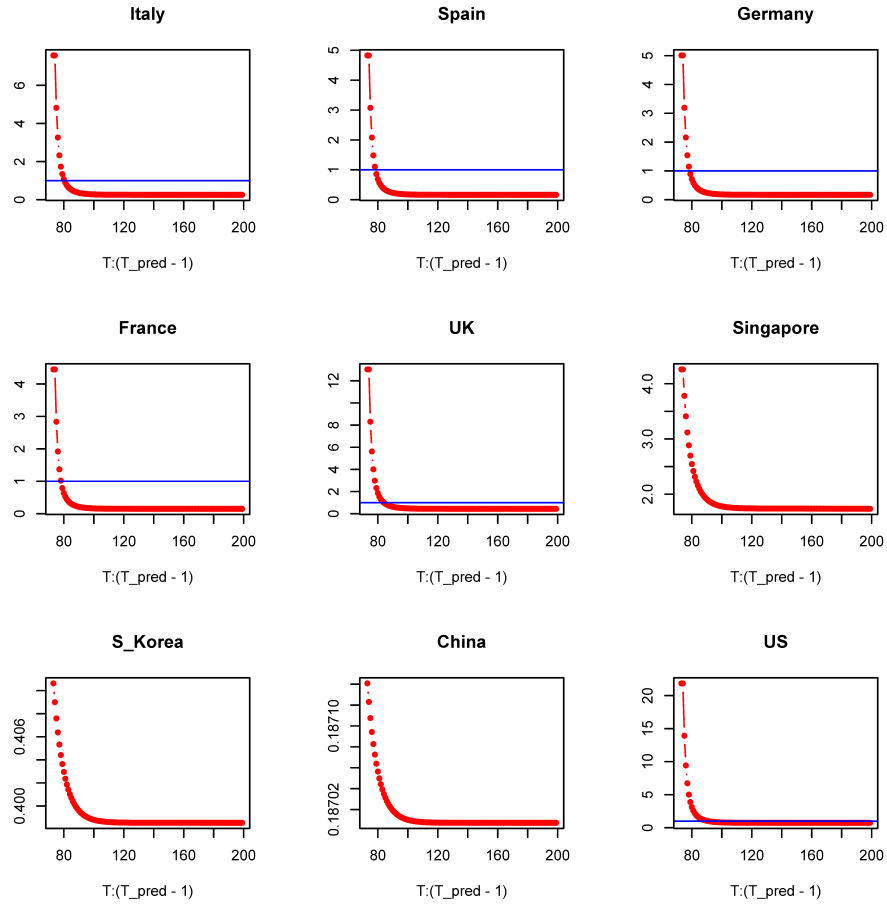 Italy
Spain
Germany
0 2 4 6
0 1 2 3 4 5
0 1 2 3 4 5
80 120 160 200
80 120 160 200
80 120 160 200
T:(T_pred - 1)
T:(T_pred - 1)
T:(T_pred - 1)
France
UK
Singapore
0 1 2 3 4
0 2 4 6 8 12
2.0 3.0 4.0
80 120 160 200
80 120 160 200
80 120 160 200
T:(T_pred - 1)
T:(T_pred - 1)
T:(T_pred - 1)
S_Korea
China
US
0.400 0.406
0.18702 0.18710
0 5 10 15 20
80 120 160 200
80 120 160 200
80 120 160 200
T:(T_pred - 1)
T:(T_pred - 1)
T:(T_pred - 1)